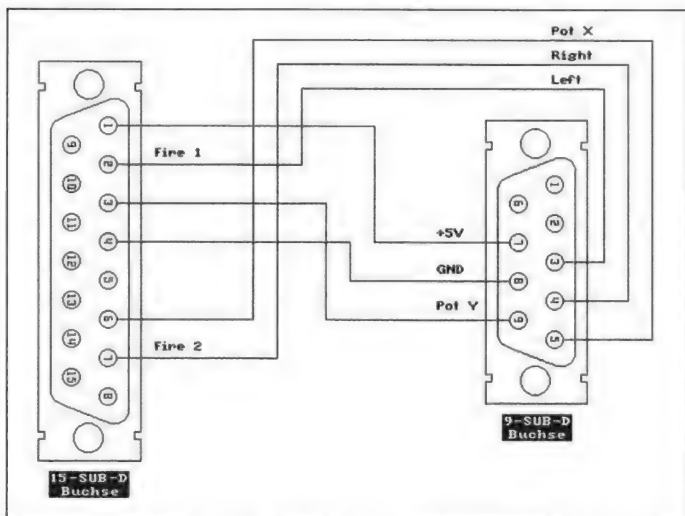 Pot X
Right
Left
1
2
3
4
5
6
7
8
9
10
11
12
13
14
15
Fire 1
Fire 2
+5V
GND
Pot Y
1
2
3
4
5
6
7
8
9
15-SUB-D
Buchse
9-SUB-D
Buchse